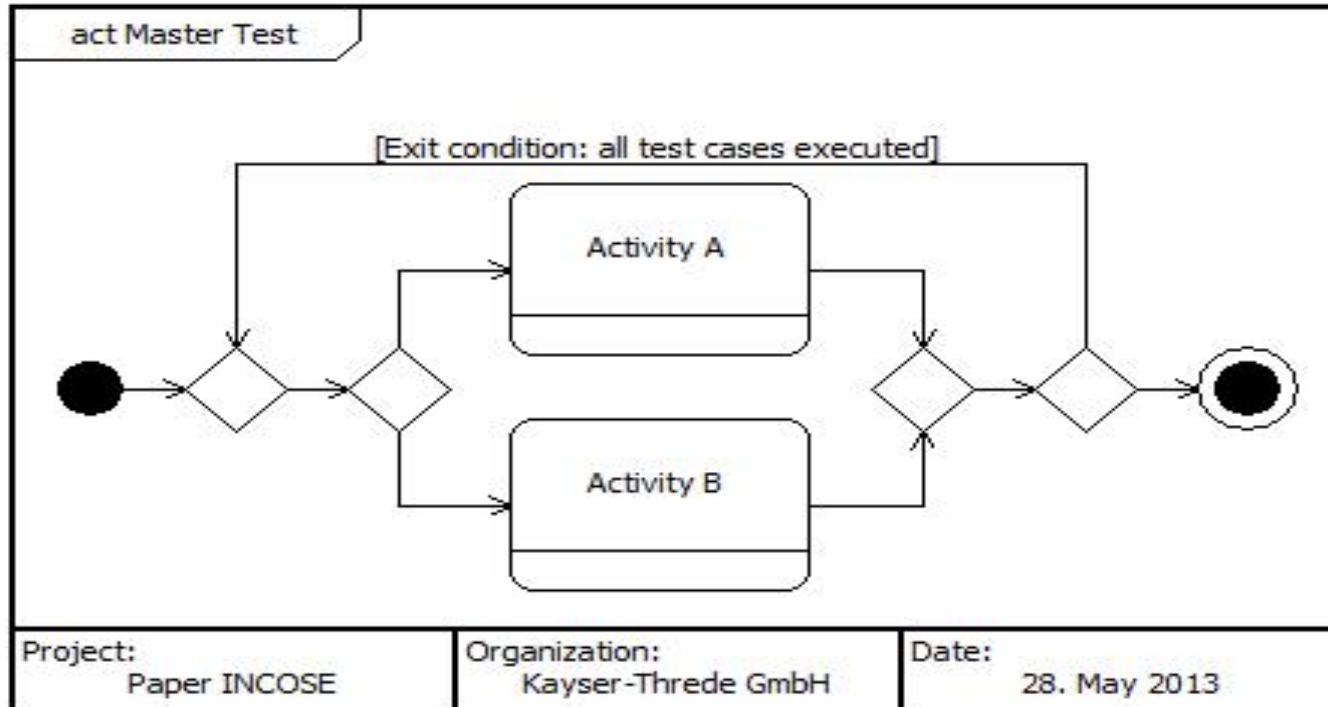 act Master Test
[Exit condition: all test cases executed]
Activity A
Activity B
Project:
Paper INCOSE
Organization:
Kayser-Threde GmbH
Date:
28. May 2013